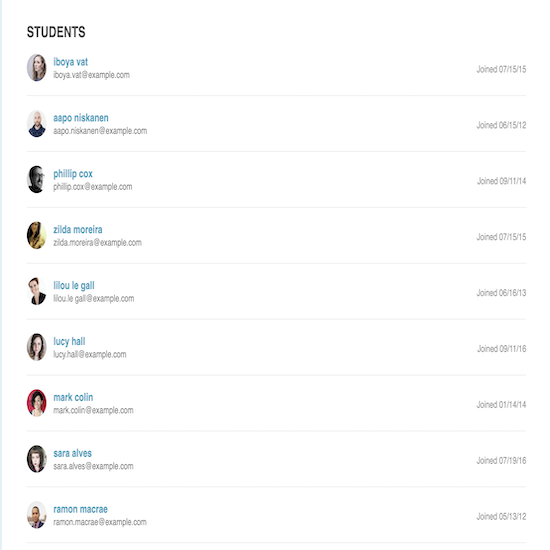 STUDENTS
iboya vat
iboya.vat@example.com
Joined 07/15/15
aapo niskanen
aapo.niskanen@example.com
Joined 06/15/12
phillip cox
phillip.cox@example.com
Joined 09/11/14
zilda moreira
zilda.moreira@example.com
Joined 07/15/15
lilou le gall
lilou.le gall@example.com
Joined 06/16/13
lucy hall
lucy.hall@example.com
Joined 09/11/16
mark colin
mark.colin@example.com
Joined 01/14/14
sara alves
sara.alves@example.com
Joined 07/19/16
ramon macrae
ramon.macrae@example.com
Joined 05/13/12